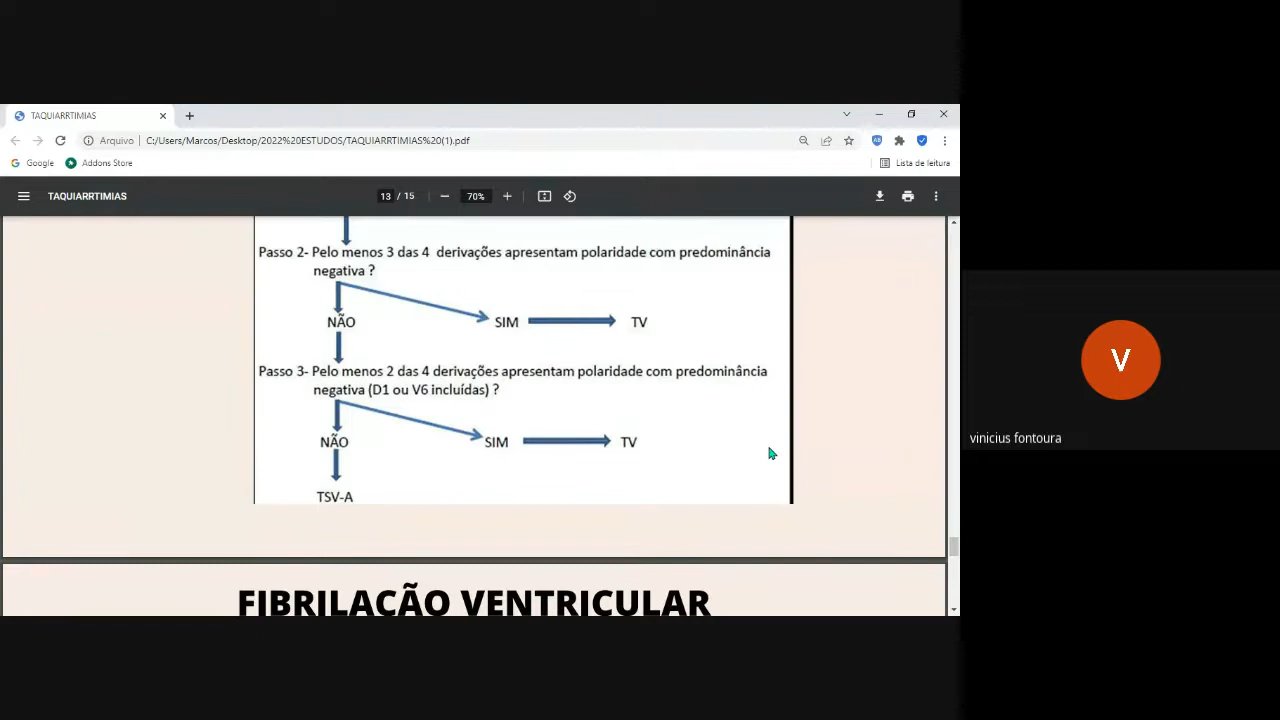 TAQUIARRTIMIAS
Arquivo C:/Users/Marcos/Desktop/2022%20ESTUDOS/TAQUIARRTIMIAS%20(1).pdf
Google Addons Store Lista de leitura
TAQUIARRTIMIAS 13 / 15 70%
Passo 2- Pelo menos 3 das 4 derivações apresentam polaridade com predominância
negativa ?
NÃO SIM TV
Passo 3- Pelo menos 2 das 4 derivações apresentam polaridade com predominância
negativa (D1 ou V6 incluídas) ?
NÃO SIM TV
TSV-A
FIBRILAÇÃO VENTRICULAR
V
vinicius fontoura